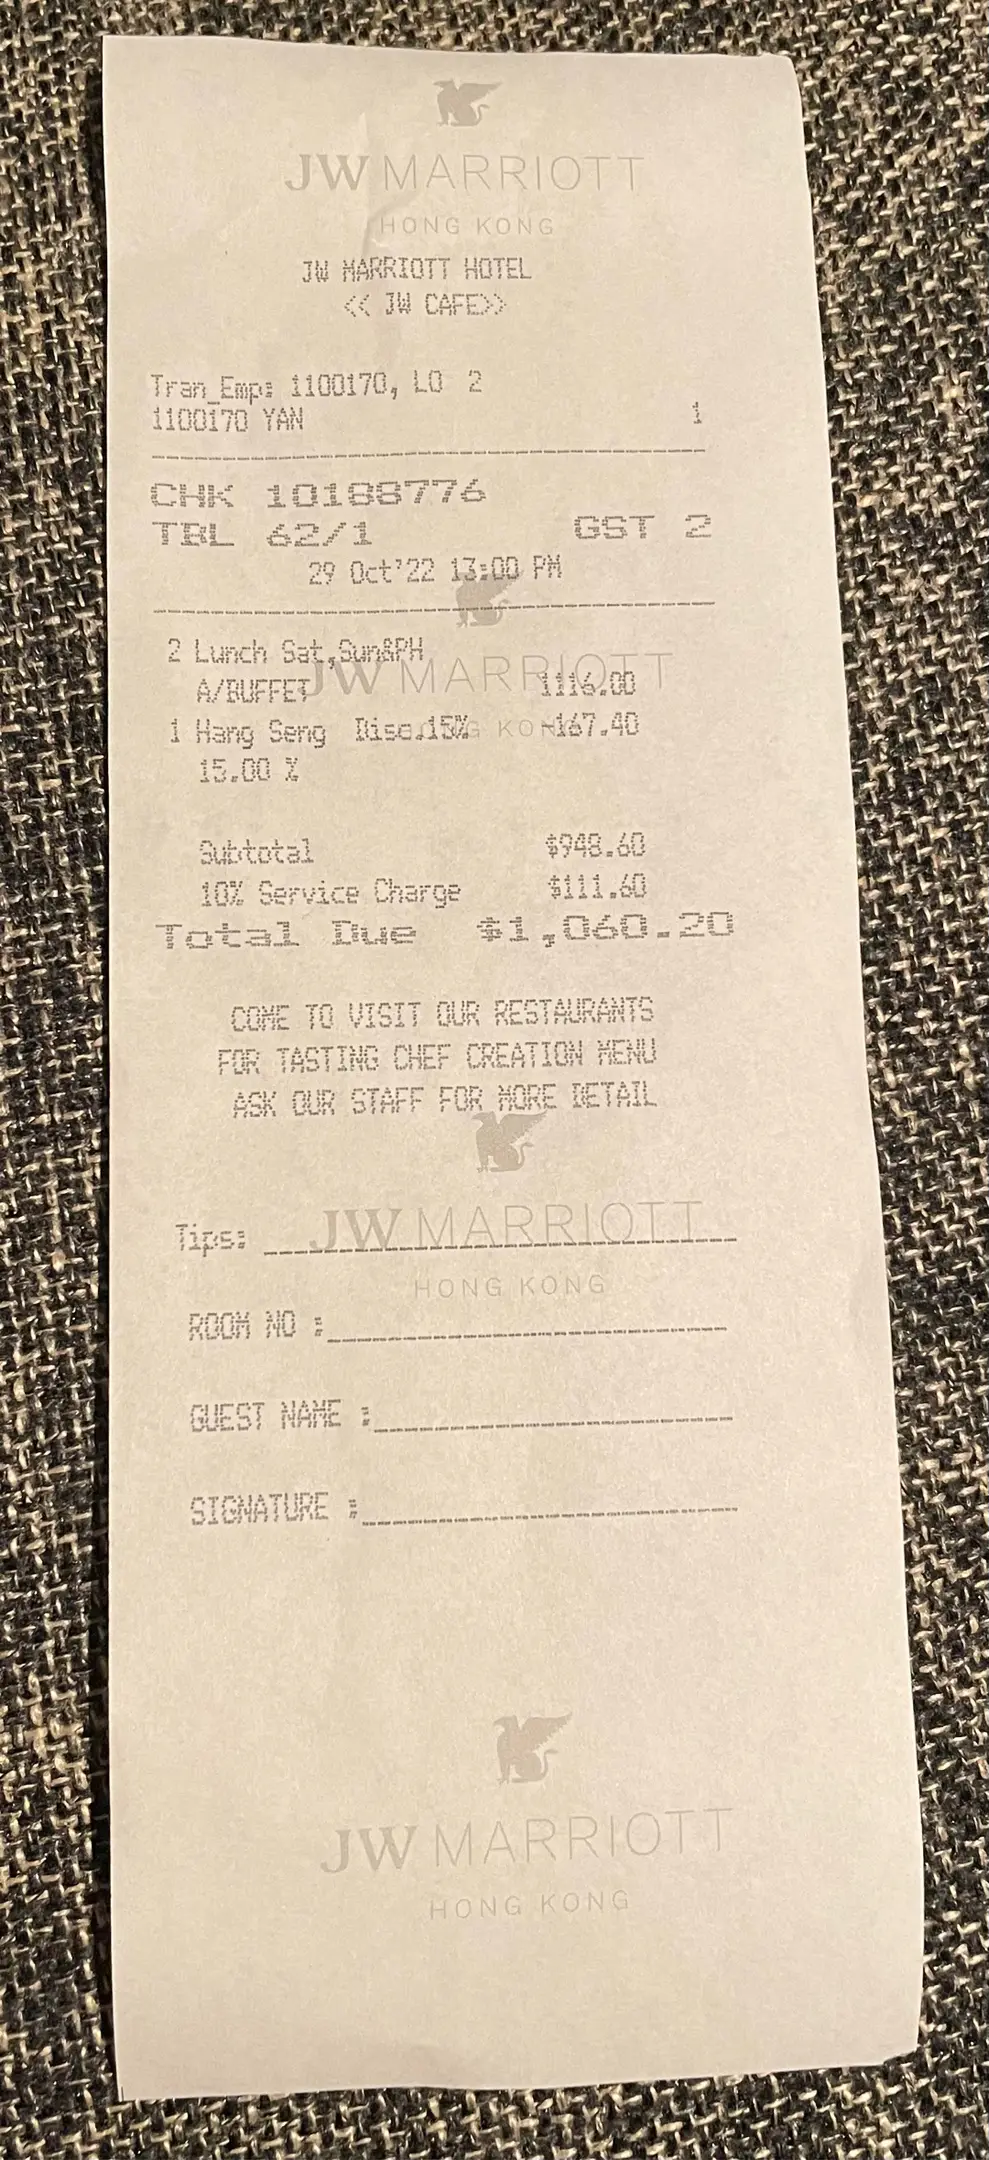 JW MARRIOTT
HONG KONG
JW MARRIOTT HOTEL
<< JW CAFE>>
Tran_Emp: 1100170, LO 2
1100170 YAN 1
CHK 10188776
TBL 62/1 GST 2
29 Oct'22 13:00 PM
2 Lunch Sat,Sun&PH
JW MARRIOTT
A/BUFFET 1116.00
HONG KONG
1 Hang Seng Disc.15% -167.40
15.00 %
Subtotal $948.60
10% Service Charge $111.60
Total Due $1,060.20
COME TO VISIT OUR RESTAURANTS
FOR TASTING CHEF CREATION MENU
ASK OUR STAFF FOR MORE DETAIL
JW MARRIOTT
Tips:
HONG KONG
ROOM NO :
GUEST NAME :
SIGNATURE :
JW MARRIOTT
HONG KONG